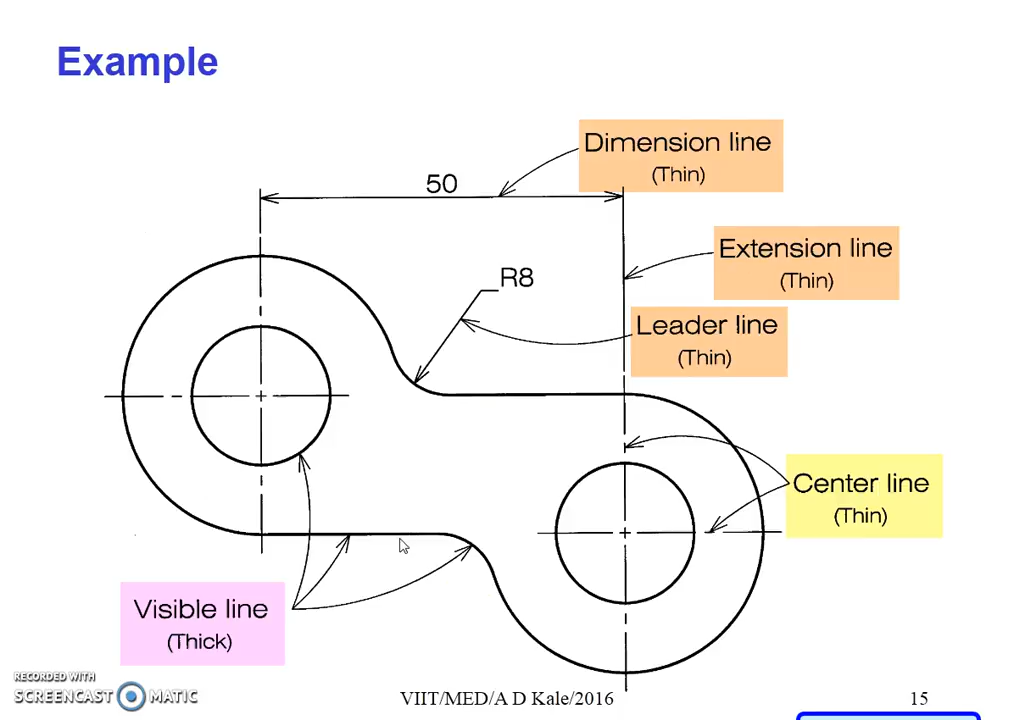 Example
Dimension line
(Thin)
50
Extension line
(Thin)
R8
Leader line
(Thin)
Center line
(Thin)
Visible line
(Thick)
RECORDED WITH
SCREENCAST MATIC
VIIT/MED/A D Kale/2016
15